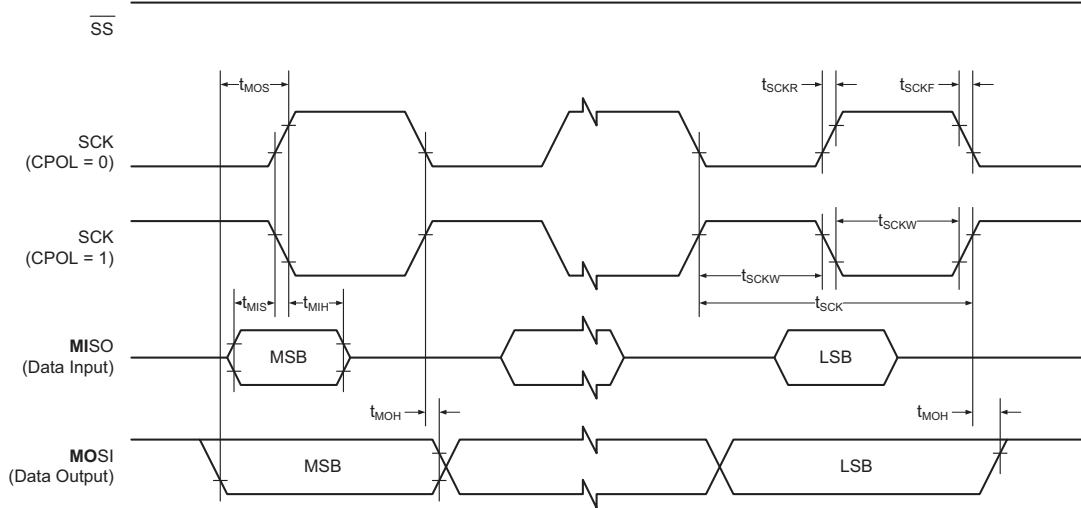 SS
tMOS
tSCKR
tSCKF
SCK
(CPOL = 0)
SCK
(CPOL = 1)
tSCKW
tSCKW
tSCK
tMIS
tMIH
MISO
(Data Input)
MSB
LSB
tMOH
tMOH
MOSI
(Data Output)
MSB
LSB